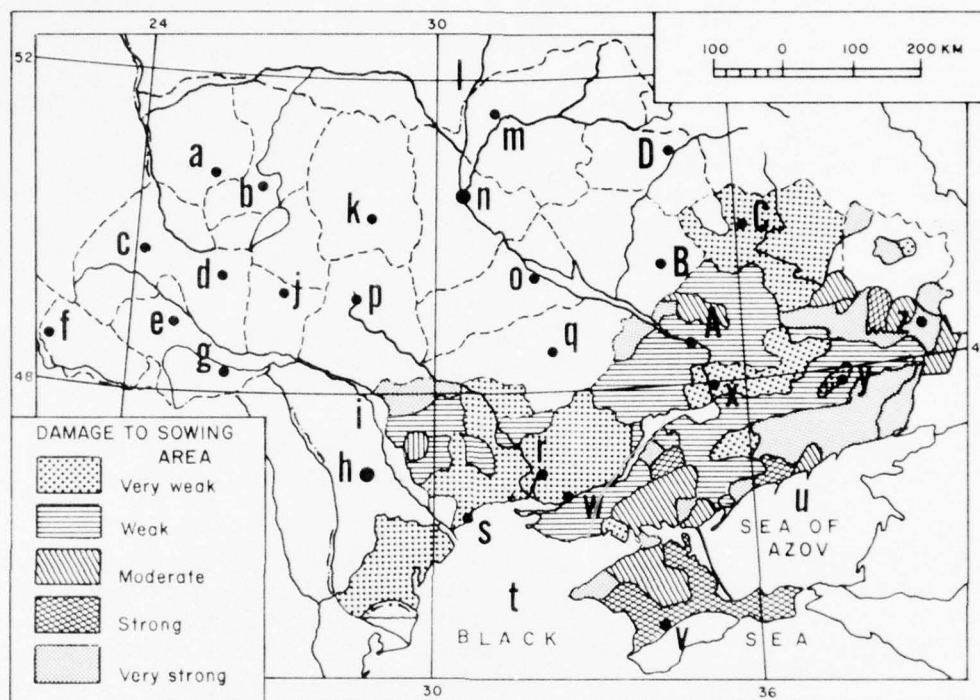 24
30
52
100 0 100 200 KM
l
m
D
a
b
n
k
C
c
B
d
j
p
o
f
e
A
z
q
g
4
48
x
y
i
DAMAGE TO SOWING
AREA
h
r
w
u
Very weak
s
SEA OF
AZOV
Weak
Moderate
t
Strong
BLACK
v
SEA
Very strong
30
36